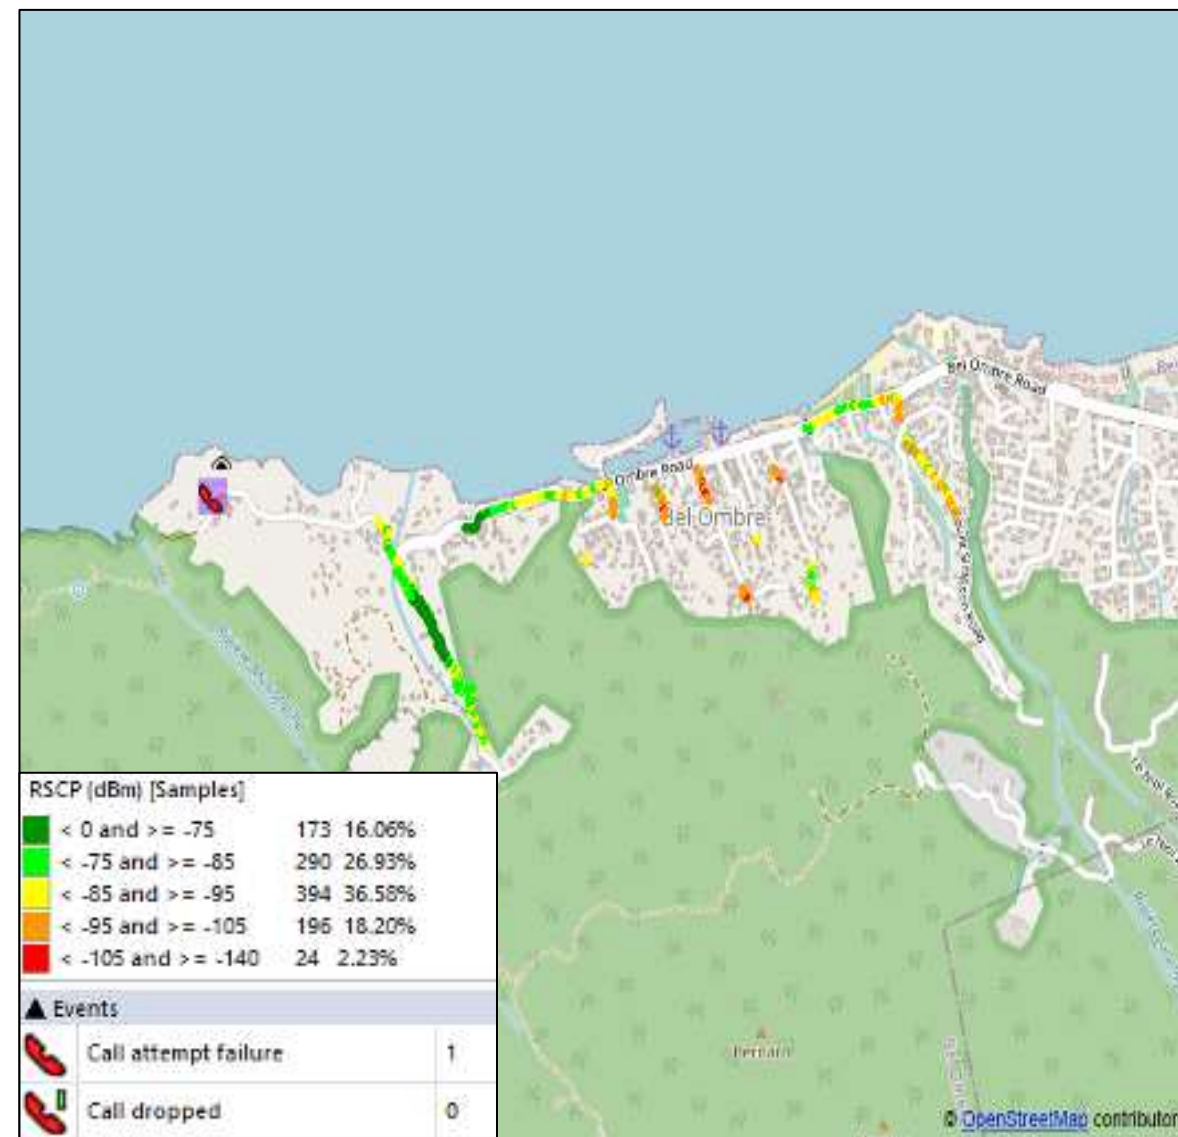 Bel Ombre Road
Ombre Road
Bel Ombre
RSCP (dBm) [Samples]
< 0 and >= -75 173 16.06%
< -75 and >= -85 290 26.93%
< -85 and >= -95 394 36.58%
< -95 and >= -105 196 18.20%
< -105 and >= -140 24 2.23%
Events
Call attempt failure 1
Call dropped 0
© OpenStreetMap contributor